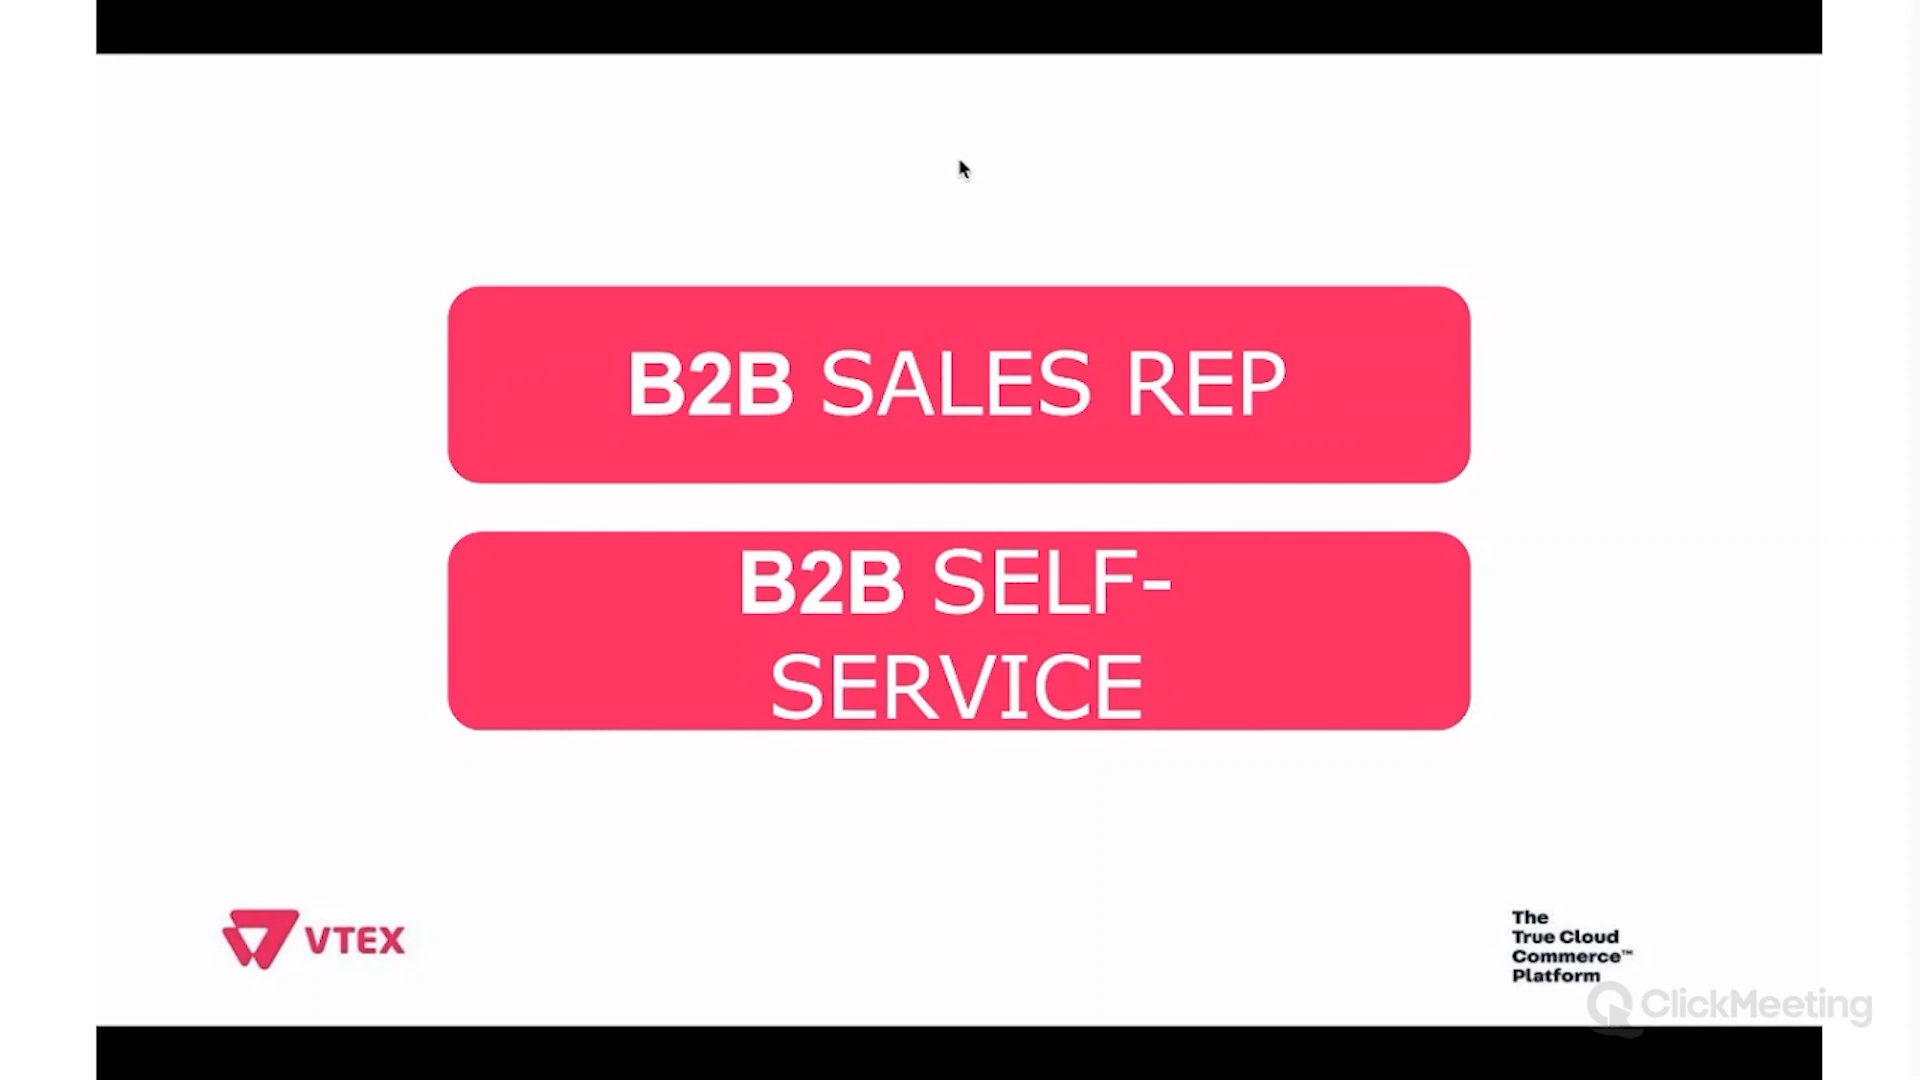 B2B SALES REP
B2B SELF-
SERVICE
VTEX
The
True Cloud
Commerce™
Platform
ClickMeeting